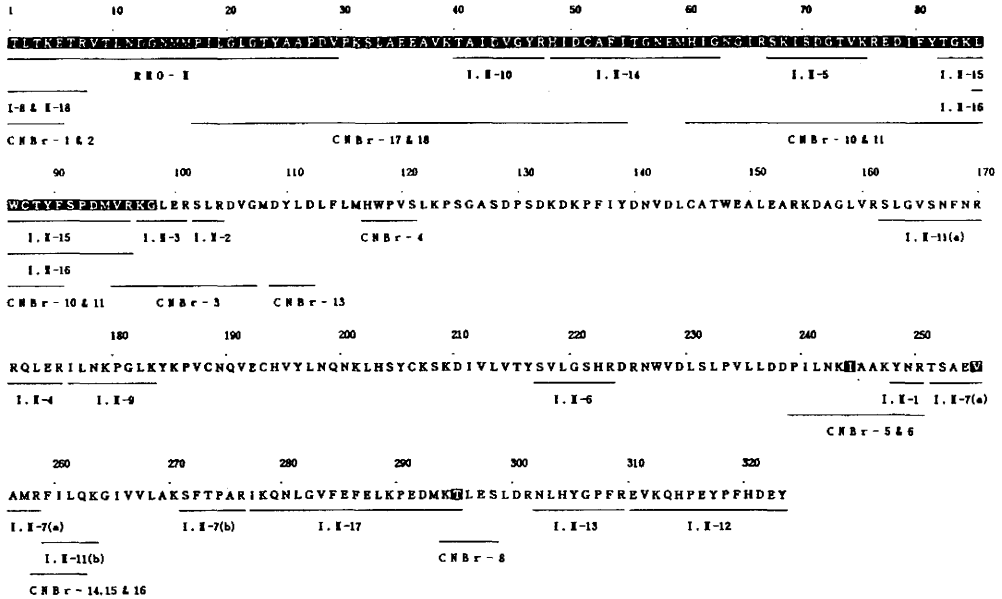 1 10 20 30 40 50 60 70 80
TLTKETRVTLNDGNNMPILGLGTYAAPDVPKSLAEEAVKTAIDVGYRHIDCAFITGNEMHIGNGIRSKISDGTVKREDIFYTGKL
I.K-10 I.K-14 I.K-5 I.K-15
I-8 & K-18 I.K-16
CNBr-1 & 2 CNBr-17 & 18 CNBr-10 & 11
90 100 110 120 130 140 150 160 170
WCTYFSPDMVRKGLERSLRDVGMDYLDLFLMHWPVSLKPSGASDPSDKDKPFIYDNVDLCATWEALEARKDAGLVRSLGVSNFNR
I.K-15 I.K-3 I.K-2 CNBr-4 I.K-11(a)
I.K-16
CNBr-10 & 11 CNBr-3 CNBr-13
180 190 200 210 220 230 240 250
RQLERILNKPGLKYKPVCNQVECHVYLNQNKLHSYCKSKDIVLVTYSVLGSHRDRNWVDLSLPVLLDDPILNKIAAKYNRTSAEV
I.K-4 I.K-9 I.K-6 I.K-1 I.K-7(a)
CNBr-5 & 6
260 270 280 290 300 310 320
AMRFILQKGIVVLAKSFTPARIKQNLGVFEFELKPEDMKTLESLDRNLHYGPFREVKQHPEYPFHDEY
I.K-7(a) I.K-7(b) I.K-17 I.K-13 I.K-12
I.K-11(b) CNBr-8
CNBr-14,15 & 16